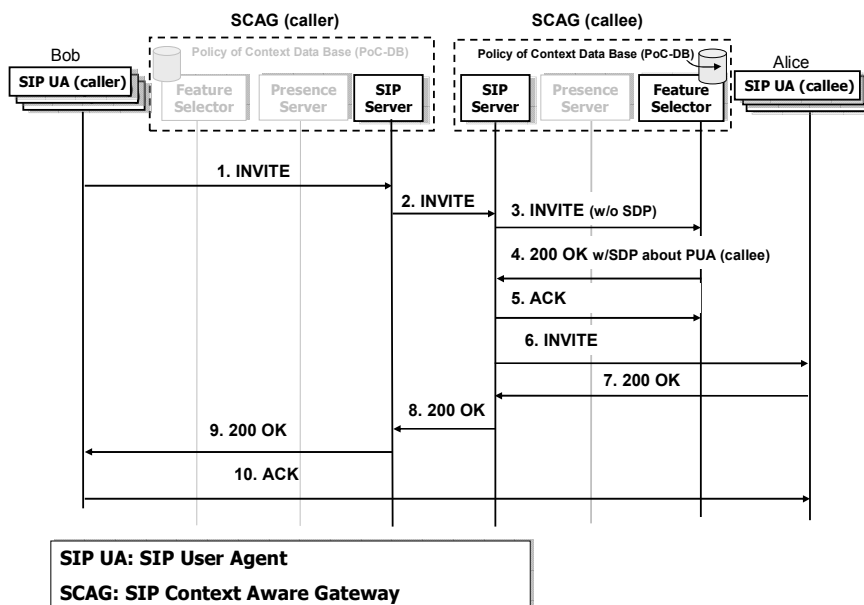 SCAG (caller)
SCAG (callee)
Bob
Policy of Context Data Base (PoC-DB)
Policy of Context Data Base (PoC-DB)
Alice
SIP UA (caller)
Feature
Selector
Presence
Server
SIP
Server
SIP
Server
Presence
Server
Feature
Selector
SIP UA (callee)
1. INVITE
2. INVITE
3. INVITE (w/o SDP)
4. 200 OK w/SDP about PUA (callee)
5. ACK
6. INVITE
7. 200 OK
8. 200 OK
9. 200 OK
10. ACK
SIP UA: SIP User Agent
SCAG: SIP Context Aware Gateway